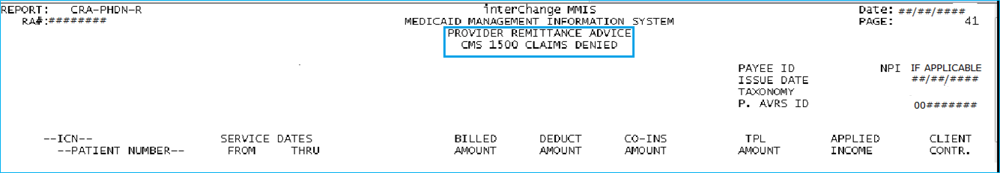 REPORT: CRA-PHDN-R interChange MMIS Date: ##/##/####
RA#:######## MEDICAID MANAGEMENT INFORMATION SYSTEM PAGE: 41
PROVIDER REMITTANCE ADVICE
CMS 1500 CLAIMS DENIED
PAYEE ID NPI IF APPLICABLE
ISSUE DATE ##/##/####
TAXONOMY
P. AVRS ID 00#######
--ICN-- SERVICE DATES BILLED DEDUCT CO-INS TPL APPLIED CLIENT
--PATIENT NUMBER-- FROM THRU AMOUNT AMOUNT AMOUNT AMOUNT INCOME CONTR.